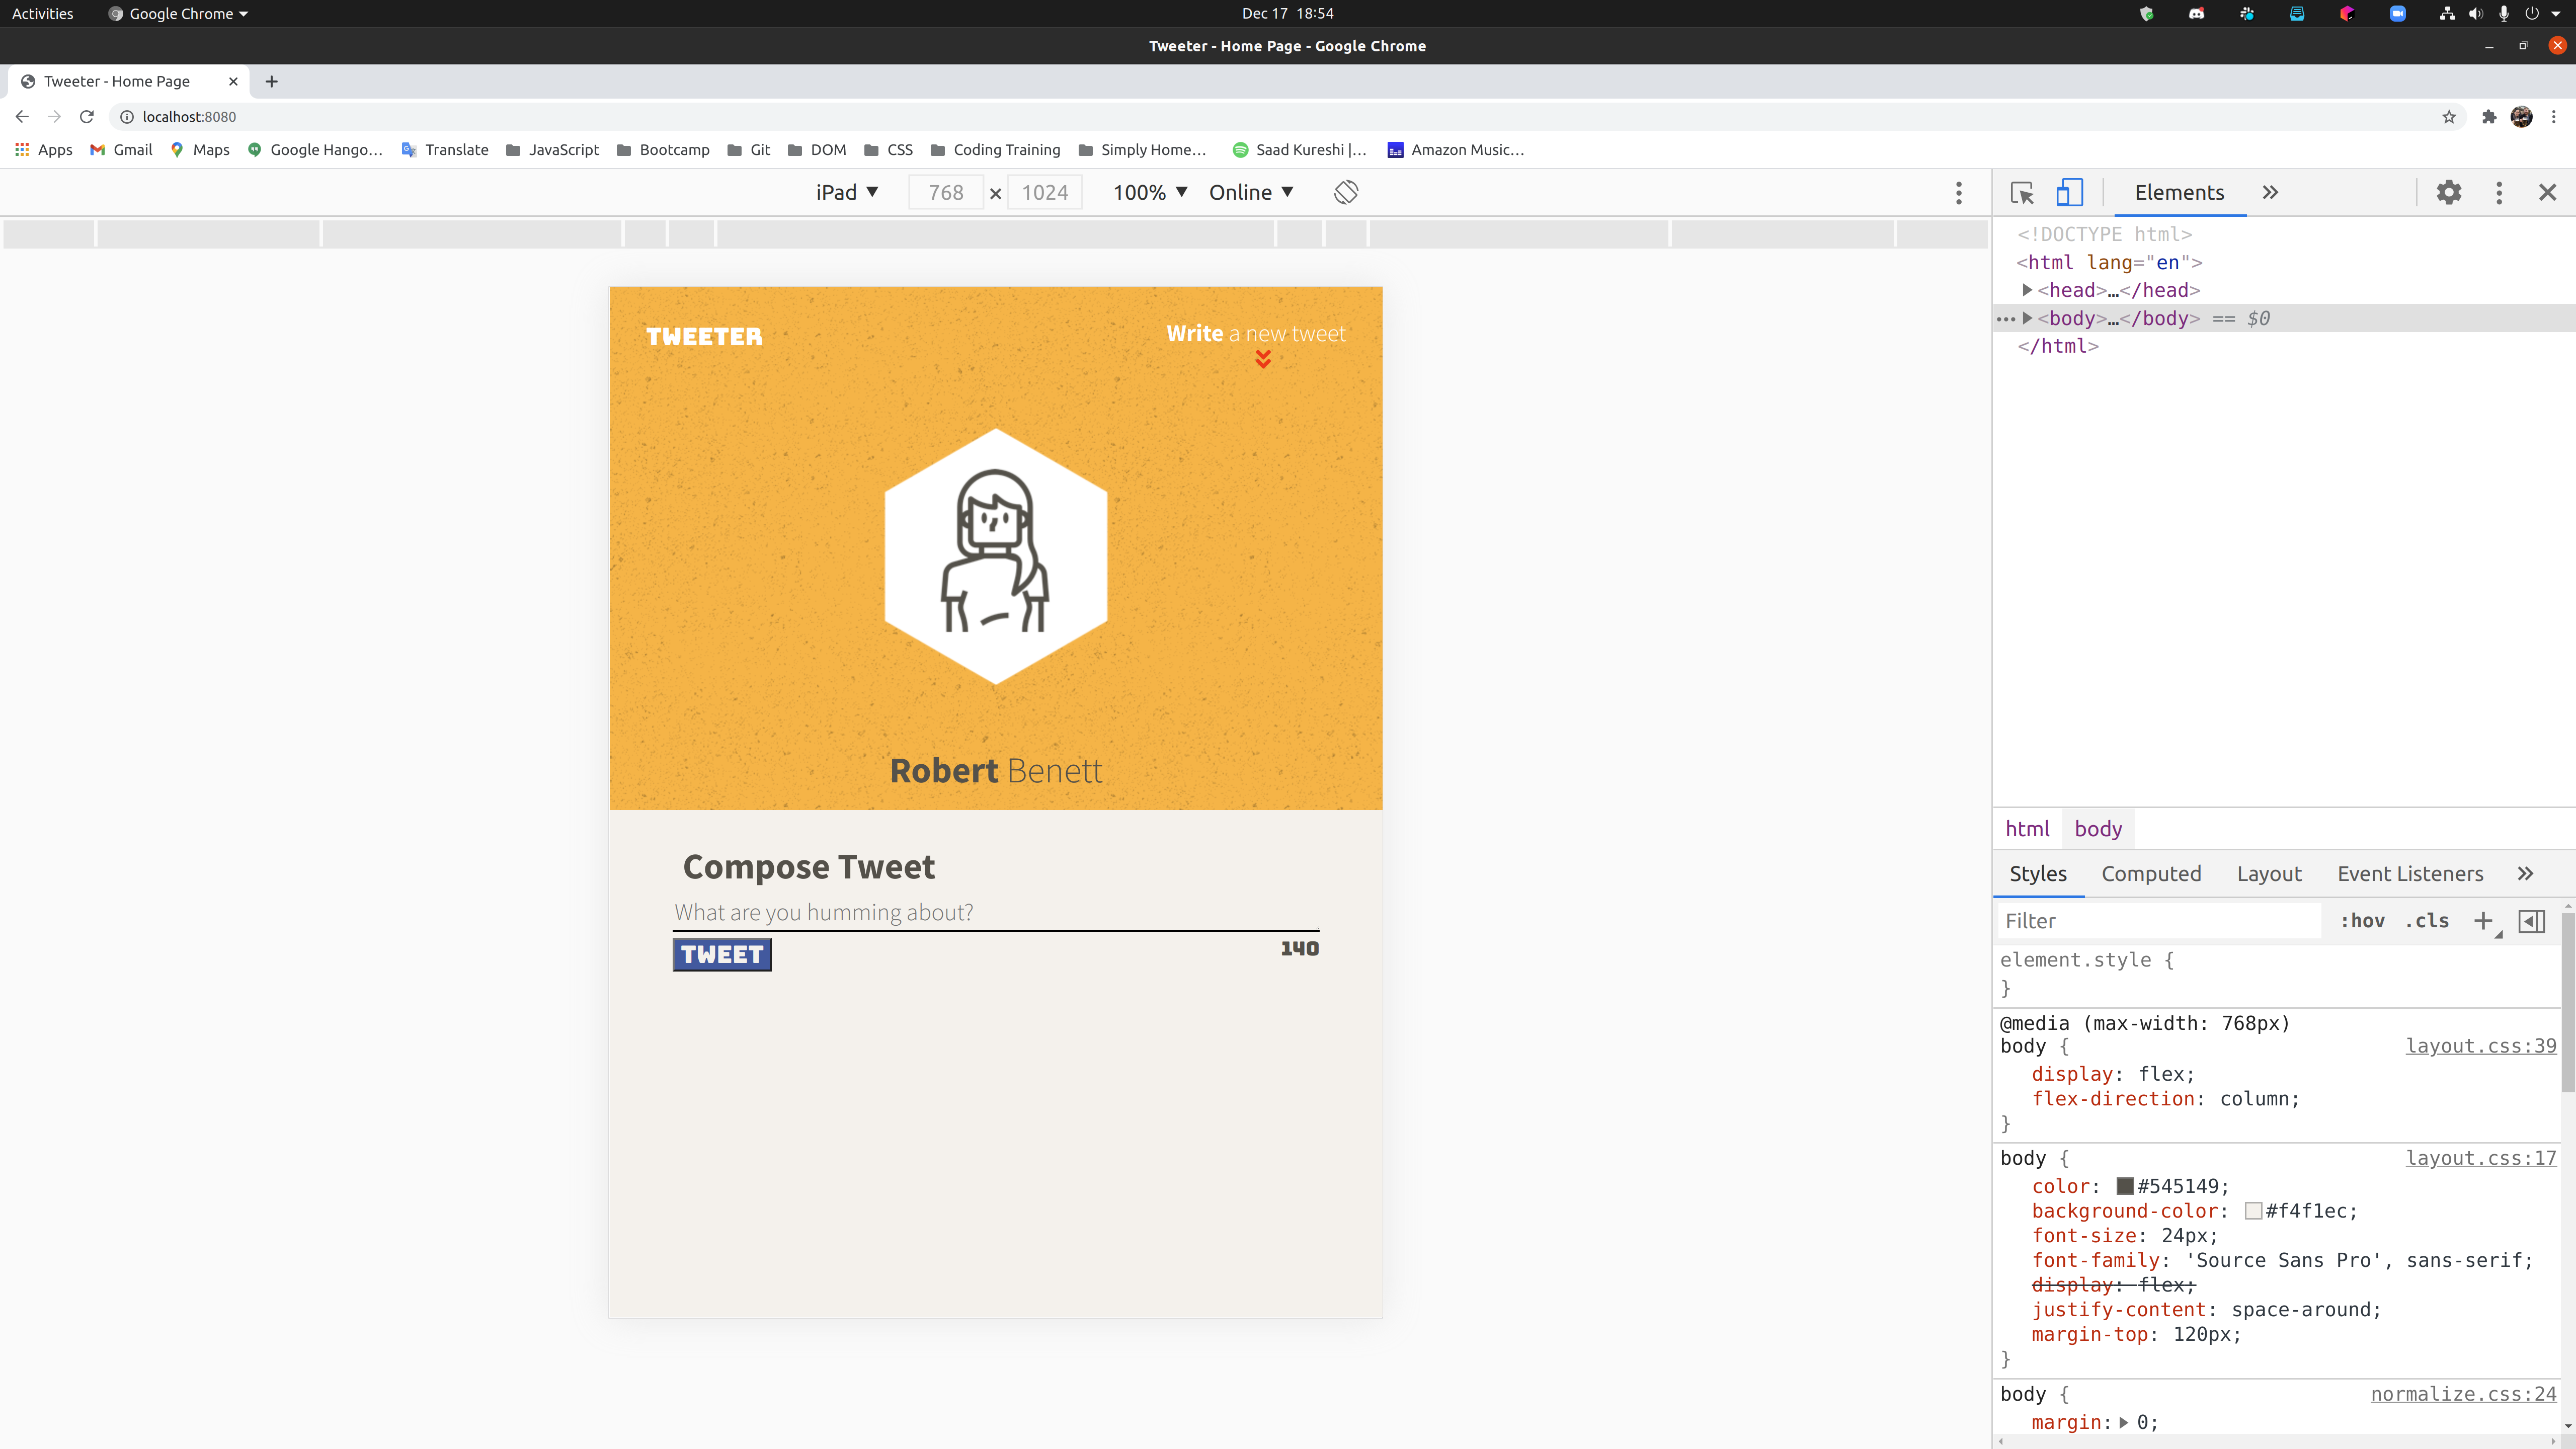 Activities
Google Chrome
Dec 17 18:54
Tweeter - Home Page - Google Chrome
Tweeter - Home Page
localhost:8080
Apps Gmail Maps Google Hango… Translate JavaScript Bootcamp Git DOM CSS Coding Training Simply Home… Saad Kureshi |… Amazon Music…
iPad 768 × 1024 100% Online
TWEETER
Write a new tweet
Robert Benett
Compose Tweet
What are you humming about?
TWEET
140
Elements
<!DOCTYPE html>
<html lang="en">
<head>…</head>
<body>…</body> == $0
</html>
html body
Styles Computed Layout Event Listeners
Filter :hov .cls
element.style {
}
@media (max-width: 768px)
body { layout.css:39
display: flex;
flex-direction: column;
}
body { layout.css:17
color: #545149;
background-color: #f4f1ec;
font-size: 24px;
font-family: 'Source Sans Pro', sans-serif;
display: flex;
justify-content: space-around;
margin-top: 120px;
}
body { normalize.css:24
margin: 0;